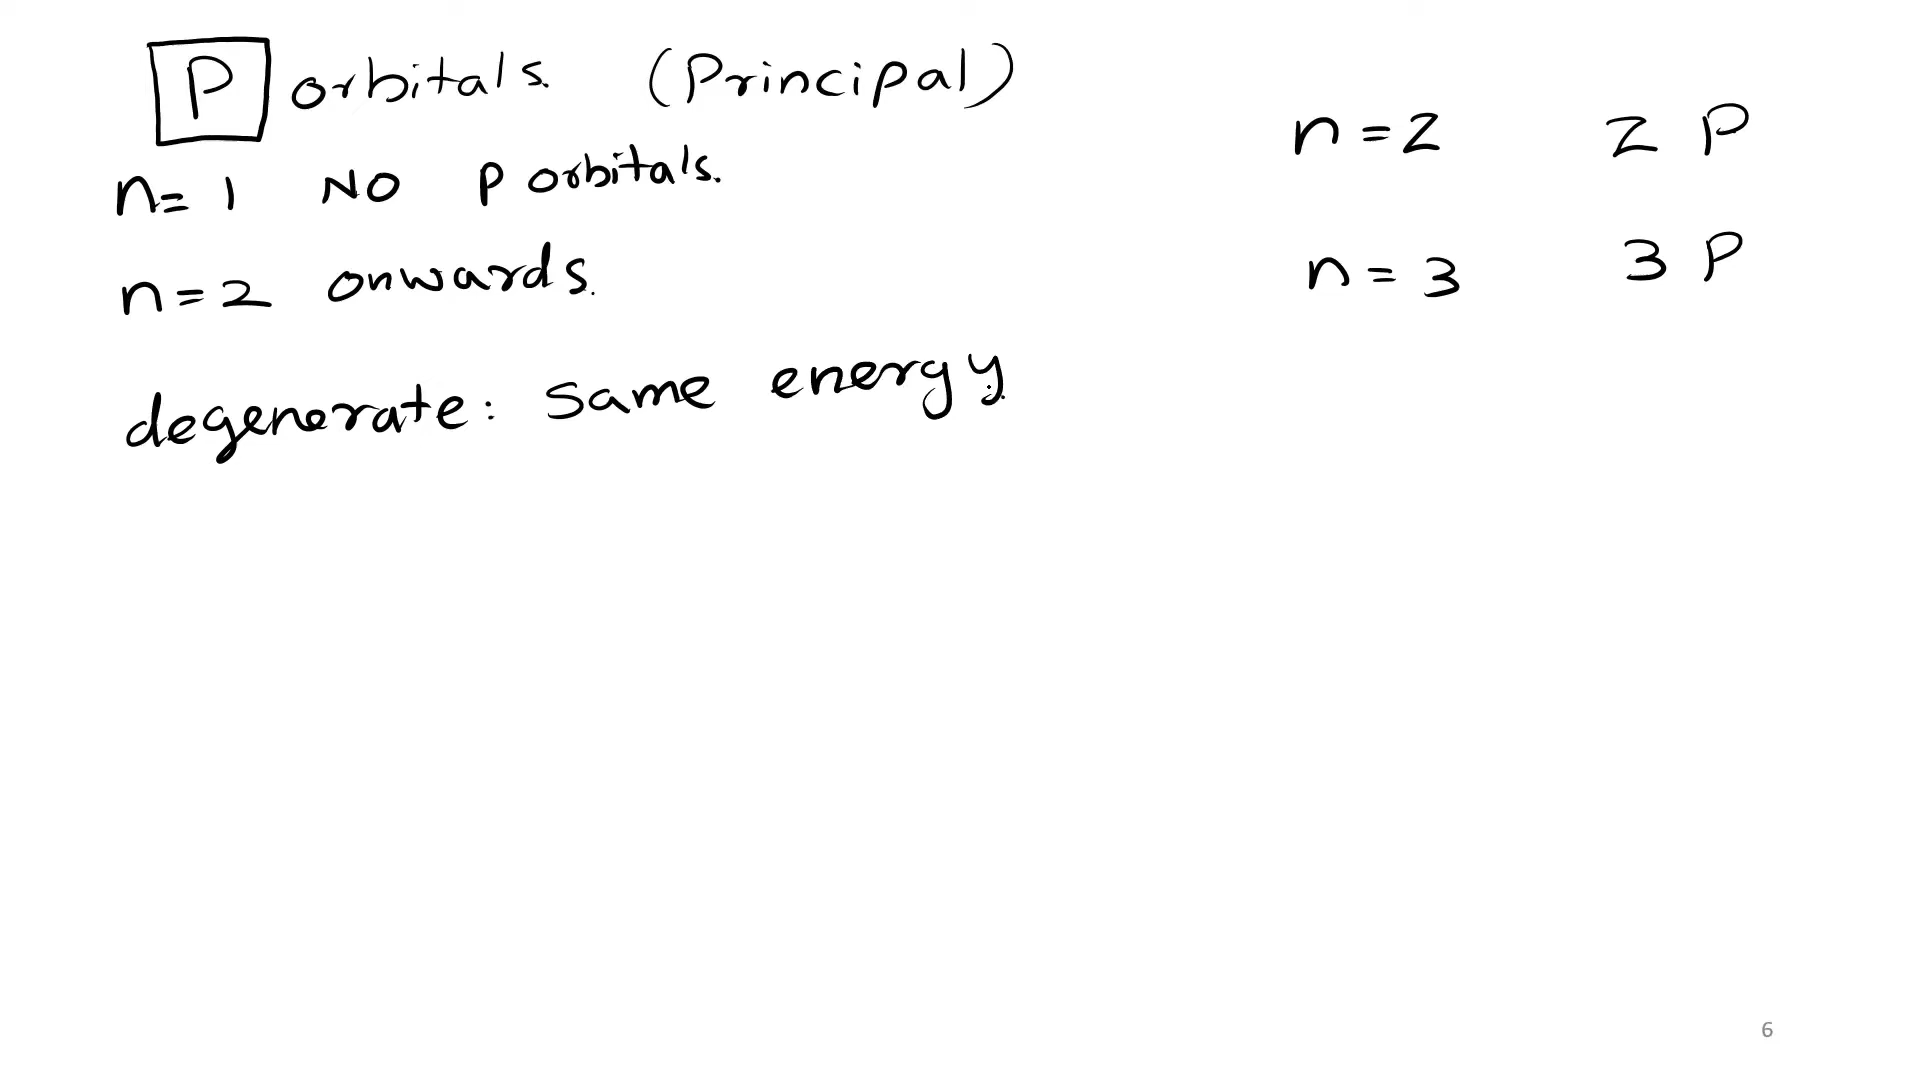 P orbitals. (Principal)
n=1 NO p orbitals.
n=2 onwards.
degenerate: same energy.
n=2 2 P
n=3 3 P
6